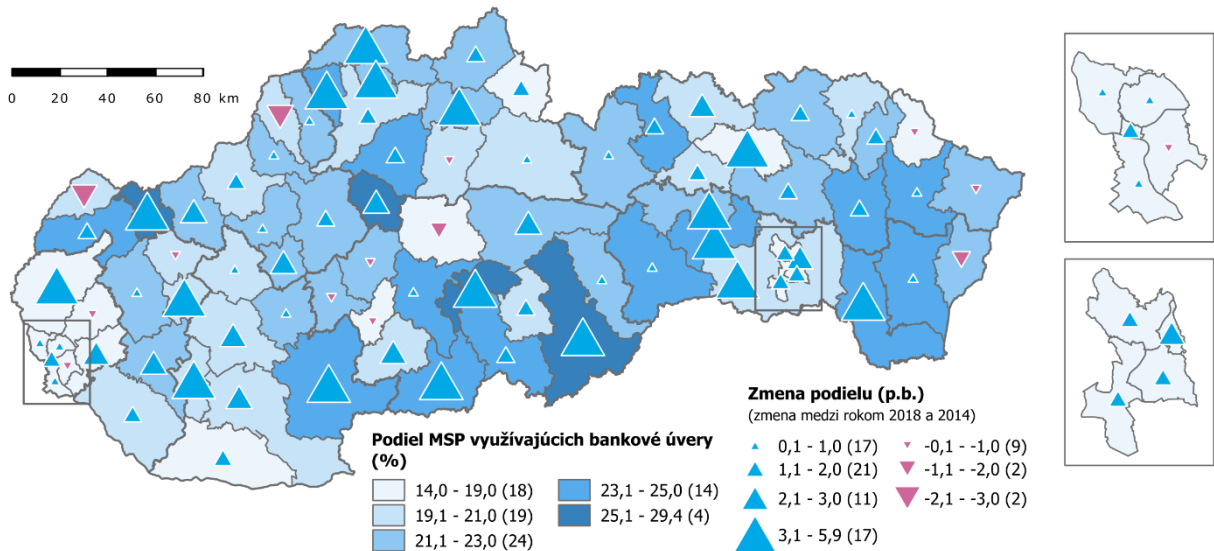 0 20 40 60 80 km
Podiel MSP využívajúcich bankové úvery
(%)
14,0 - 19,0 (18)
19,1 - 21,0 (19)
21,1 - 23,0 (24)
23,1 - 25,0 (14)
25,1 - 29,4 (4)
Zmena podielu (p.b.)
(zmena medzi rokom 2018 a 2014)
0,1 - 1,0 (17)
1,1 - 2,0 (21)
2,1 - 3,0 (11)
3,1 - 5,9 (17)
-0,1 - -1,0 (9)
-1,1 - -2,0 (2)
-2,1 - -3,0 (2)